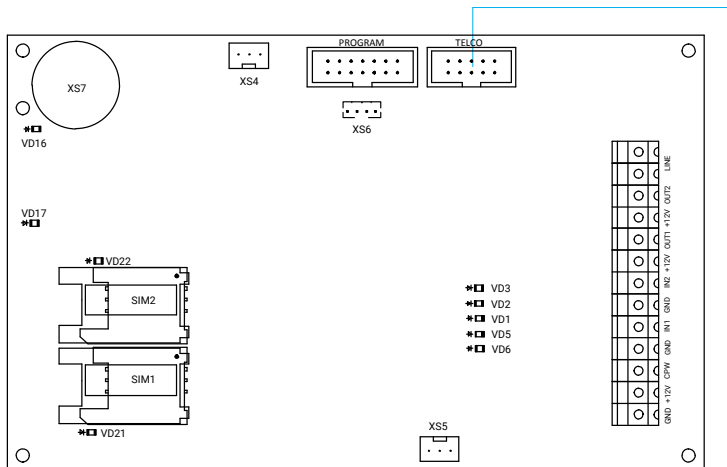 PROGRAM
TELCO
XS4
XS7
XS6
VD16
VD17
VD22
SIM2
SIM1
VD21
VD3
VD2
VD1
VD5
VD6
XS5
LINE
OUT2
+12V
OUT1
+12V
IN2
GND
IN1
GND
CPW
+12V
GND